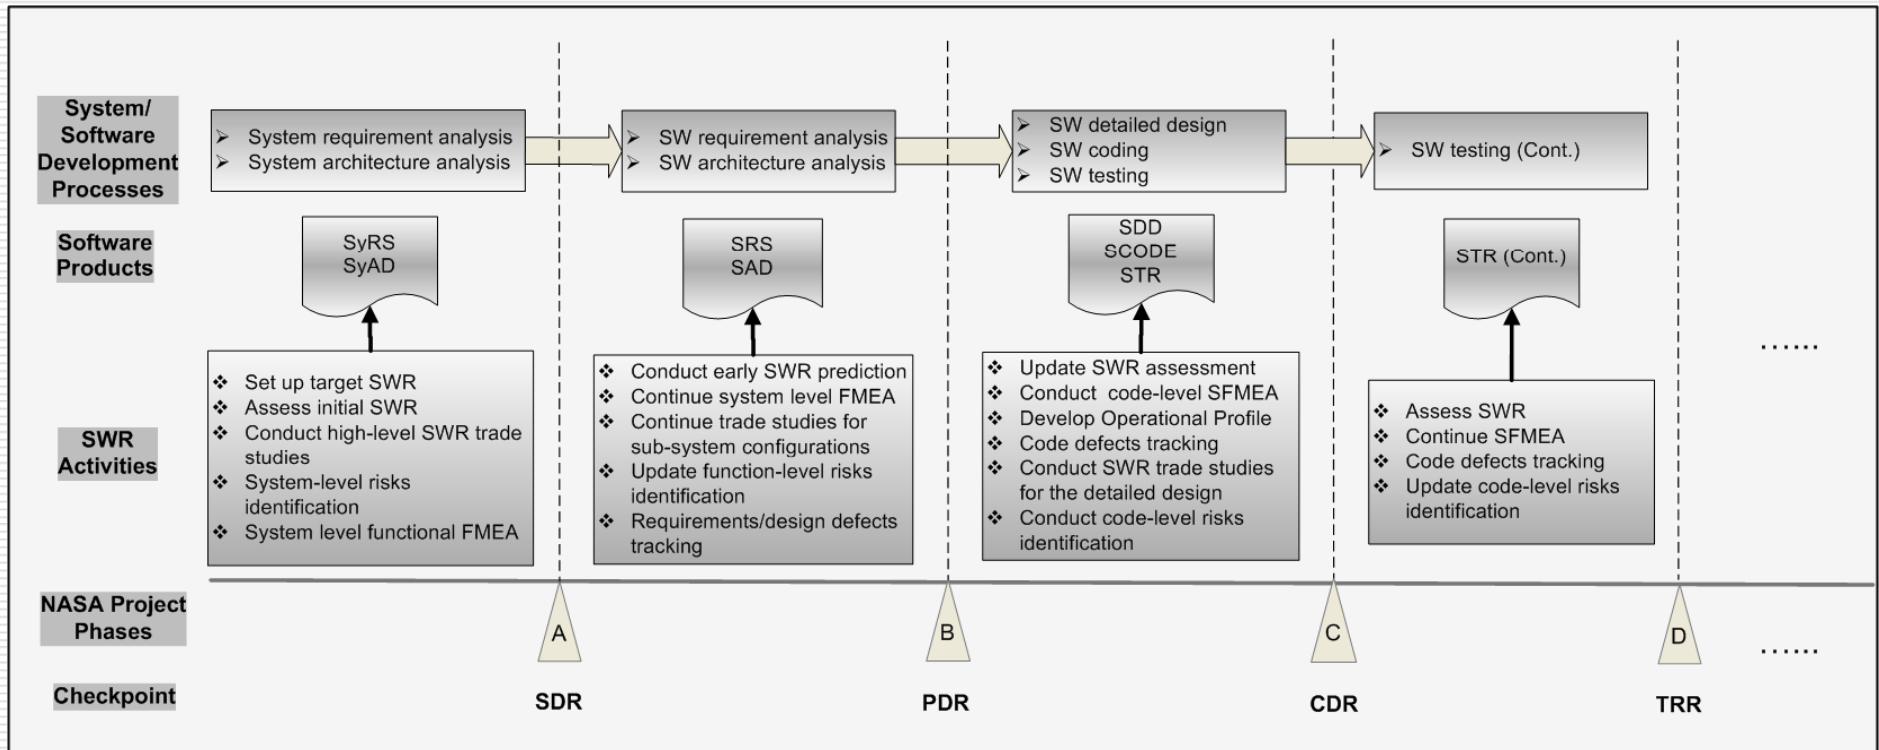 System/
Software
Development
Processes
➢ System requirement analysis
➢ System architecture analysis
➢ SW requirement analysis
➢ SW architecture analysis
➢ SW detailed design
➢ SW coding
➢ SW testing
➢ SW testing (Cont.)
Software
Products
SyRS
SyAD
SRS
SAD
SDD
SCODE
STR
STR (Cont.)
SWR
Activities
❖ Set up target SWR
❖ Assess initial SWR
❖ Conduct high-level SWR trade
studies
❖ System-level risks
identification
❖ System level functional FMEA
❖ Conduct early SWR prediction
❖ Continue system level FMEA
❖ Continue trade studies for
sub-system configurations
❖ Update function-level risks
identification
❖ Requirements/design defects
tracking
❖ Update SWR assessment
❖ Conduct code-level SFMEA
❖ Develop Operational Profile
❖ Code defects tracking
❖ Conduct SWR trade studies
for the detailed design
❖ Conduct code-level risks
identification
❖ Assess SWR
❖ Continue SFMEA
❖ Code defects tracking
❖ Update code-level risks
identification
......
NASA Project
Phases
A
B
C
D
......
Checkpoint
SDR
PDR
CDR
TRR